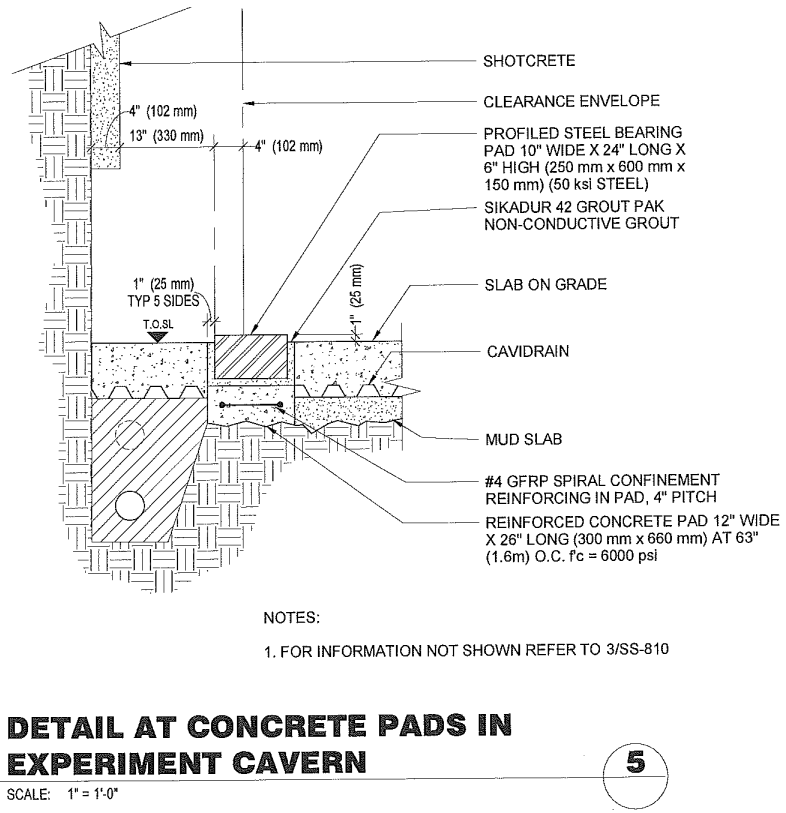 SHOTCRETE
CLEARANCE ENVELOPE
4" (102 mm)
13" (330 mm)
4" (102 mm)
PROFILED STEEL BEARING
PAD 10" WIDE X 24" LONG X
6" HIGH (250 mm x 600 mm x
150 mm) (50 ksi STEEL)
SIKADUR 42 GROUT PAK
NON-CONDUCTIVE GROUT
1" (25 mm)
TYP 5 SIDES
1" (25 mm)
SLAB ON GRADE
T.O.SL
CAVIDRAIN
MUD SLAB
#4 GFRP SPIRAL CONFINEMENT
REINFORCING IN PAD, 4" PITCH
REINFORCED CONCRETE PAD 12" WIDE
X 26" LONG (300 mm x 660 mm) AT 63"
(1.6m) O.C. f'c = 6000 psi
NOTES:
1. FOR INFORMATION NOT SHOWN REFER TO 3/SS-810
DETAIL AT CONCRETE PADS IN
EXPERIMENT CAVERN
5
SCALE: 1" = 1'-0"